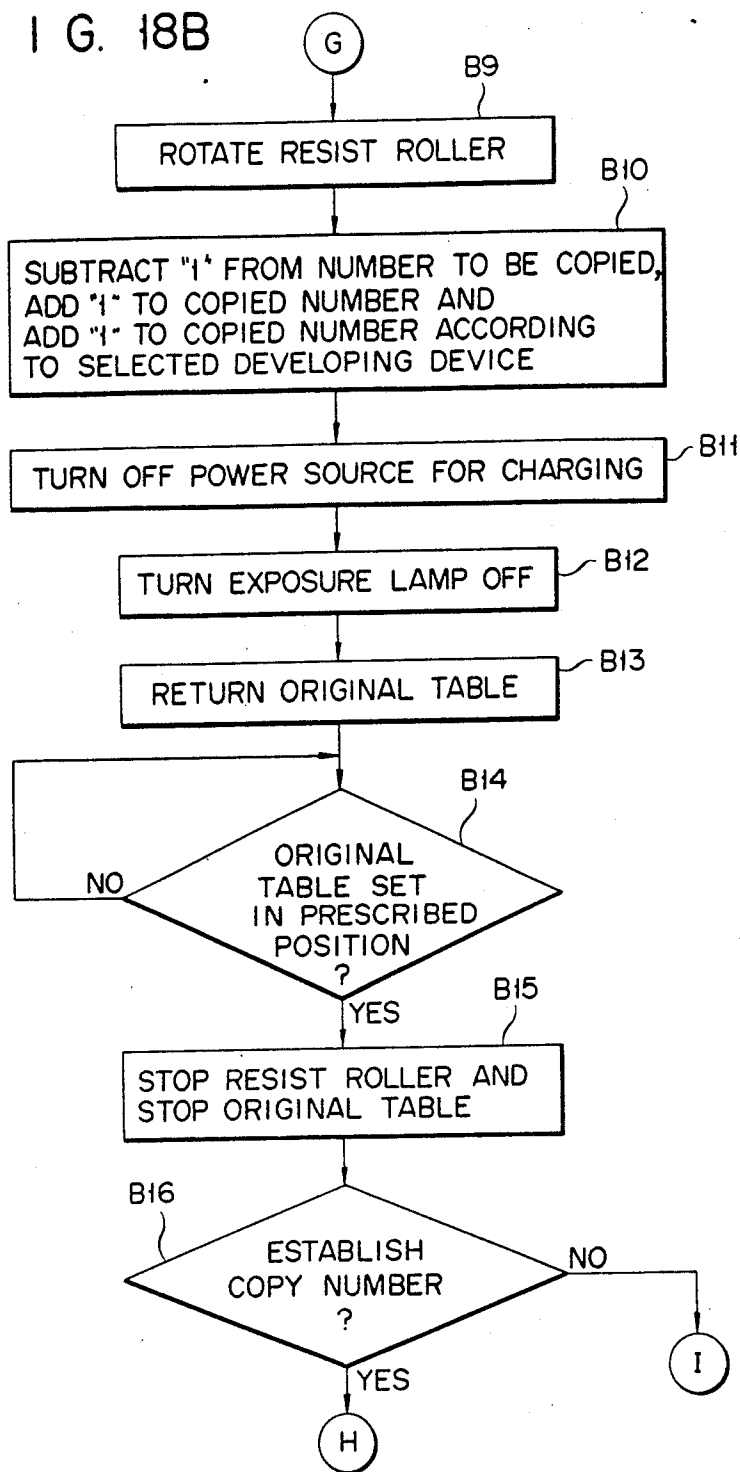 I G. 18B
G
B9
ROTATE RESIST ROLLER
B10
SUBTRACT "1" FROM NUMBER TO BE COPIED,
ADD "1" TO COPIED NUMBER AND
ADD "1" TO COPIED NUMBER ACCORDING
TO SELECTED DEVELOPING DEVICE
B11
TURN OFF POWER SOURCE FOR CHARGING
B12
TURN EXPOSURE LAMP OFF
B13
RETURN ORIGINAL TABLE
B14
ORIGINAL
TABLE SET
IN PRESCRIBED
POSITION
?
NO
YES
B15
STOP RESIST ROLLER AND
STOP ORIGINAL TABLE
B16
ESTABLISH
COPY NUMBER
?
NO
I
YES
H